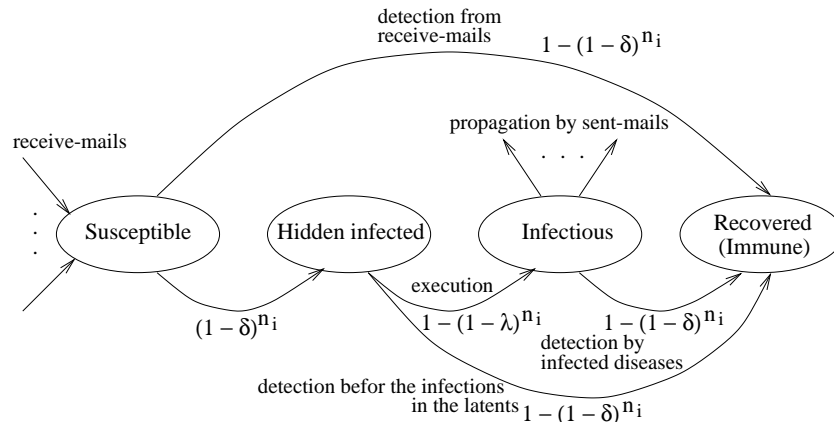 detection from
receive-mails
1 − (1 − δ)^n_i
receive-mails
propagation by sent-mails
. . .
.
.
.
Susceptible
Hidden infected
Infectious
Recovered
(Immune)
execution
(1 − δ)^n_i
1 − (1 − λ)^n_i
1 − (1 − δ)^n_i
detection by
infected diseases
detection befor the infections
in the latents
1 − (1 − δ)^n_i